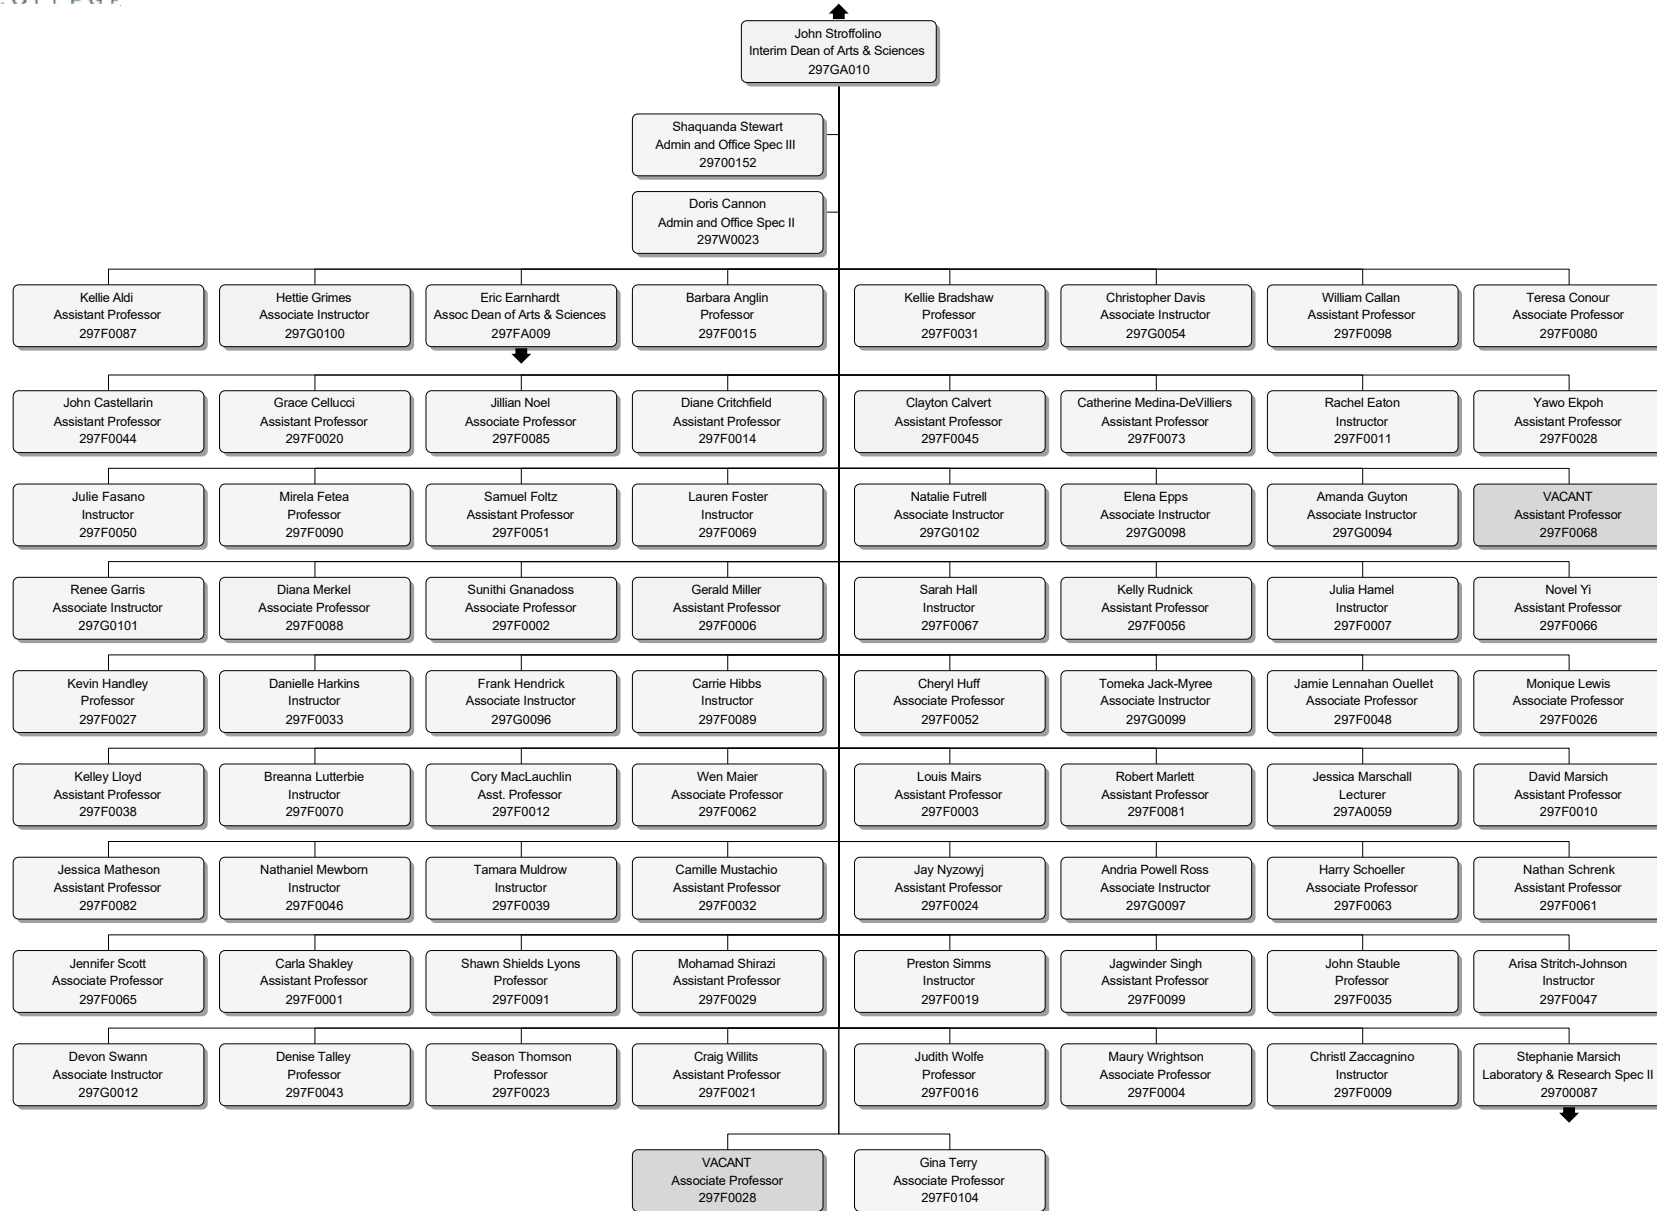 John Stroffolino
Interim Dean of Arts & Sciences
297GA010
Shaquanda Stewart
Admin and Office Spec III
29700152
Doris Cannon
Admin and Office Spec II
297W0023
Kellie Aldi
Assistant Professor
297F0087
Hettie Grimes
Associate Instructor
297G0100
Eric Earnhardt
Assoc Dean of Arts & Sciences
297FA009
Barbara Anglin
Professor
297F0015
Kellie Bradshaw
Professor
297F0031
Christopher Davis
Associate Instructor
297G0054
William Callan
Assistant Professor
297F0098
Teresa Conour
Associate Professor
297F0080
John Castellarin
Assistant Professor
297F0044
Grace Cellucci
Assistant Professor
297F0020
Jillian Noel
Associate Professor
297F0085
Diane Critchfield
Assistant Professor
297F0014
Clayton Calvert
Assistant Professor
297F0045
Catherine Medina-DeVilliers
Assistant Professor
297F0073
Rachel Eaton
Instructor
297F0011
Yawo Ekpoh
Assistant Professor
297F0028
Julie Fasano
Instructor
297F0050
Mirela Fetea
Professor
297F0090
Samuel Foltz
Assistant Professor
297F0051
Lauren Foster
Instructor
297F0069
Natalie Futrell
Associate Instructor
297G0102
Elena Epps
Associate Instructor
297G0098
Amanda Guyton
Associate Instructor
297G0094
VACANT
Assistant Professor
297F0068
Renee Garris
Associate Instructor
297G0101
Diana Merkel
Associate Professor
297F0088
Sunithi Gnanadoss
Associate Professor
297F0002
Gerald Miller
Assistant Professor
297F0006
Sarah Hall
Instructor
297F0067
Kelly Rudnick
Assistant Professor
297F0056
Julia Hamel
Instructor
297F0007
Novel Yi
Assistant Professor
297F0066
Kevin Handley
Professor
297F0027
Danielle Harkins
Instructor
297F0033
Frank Hendrick
Associate Instructor
297G0096
Carrie Hibbs
Instructor
297F0089
Cheryl Huff
Associate Professor
297F0052
Tomeka Jack-Myree
Associate Instructor
297G0099
Jamie Lennahan Ouellet
Associate Professor
297F0048
Monique Lewis
Associate Professor
297F0026
Kelley Lloyd
Assistant Professor
297F0038
Breanna Lutterbie
Instructor
297F0070
Cory MacLauchlin
Asst. Professor
297F0012
Wen Maier
Associate Professor
297F0062
Louis Mairs
Assistant Professor
297F0003
Robert Marlett
Assistant Professor
297F0081
Jessica Marschall
Lecturer
297A0059
David Marsich
Assistant Professor
297F0010
Jessica Matheson
Assistant Professor
297F0082
Nathaniel Mewborn
Instructor
297F0046
Tamara Muldrow
Instructor
297F0039
Camille Mustachio
Assistant Professor
297F0032
Jay Nyzowyj
Assistant Professor
297F0024
Andria Powell Ross
Associate Instructor
297G0097
Harry Schoeller
Associate Professor
297F0063
Nathan Schrenk
Assistant Professor
297F0061
Jennifer Scott
Associate Professor
297F0065
Carla Shakley
Assistant Professor
297F0001
Shawn Shields Lyons
Professor
297F0091
Mohamad Shirazi
Assistant Professor
297F0029
Preston Simms
Instructor
297F0019
Jagwinder Singh
Assistant Professor
297F0099
John Stauble
Professor
297F0035
Arisa Stritch-Johnson
Instructor
297F0047
Devon Swann
Associate Instructor
297G0012
Denise Talley
Professor
297F0043
Season Thomson
Professor
297F0023
Craig Willits
Assistant Professor
297F0021
Judith Wolfe
Professor
297F0016
Maury Wrightson
Associate Professor
297F0004
Christl Zaccagnino
Instructor
297F0009
Stephanie Marsich
Laboratory & Research Spec II
29700087
VACANT
Associate Professor
297F0028
Gina Terry
Associate Professor
297F0104